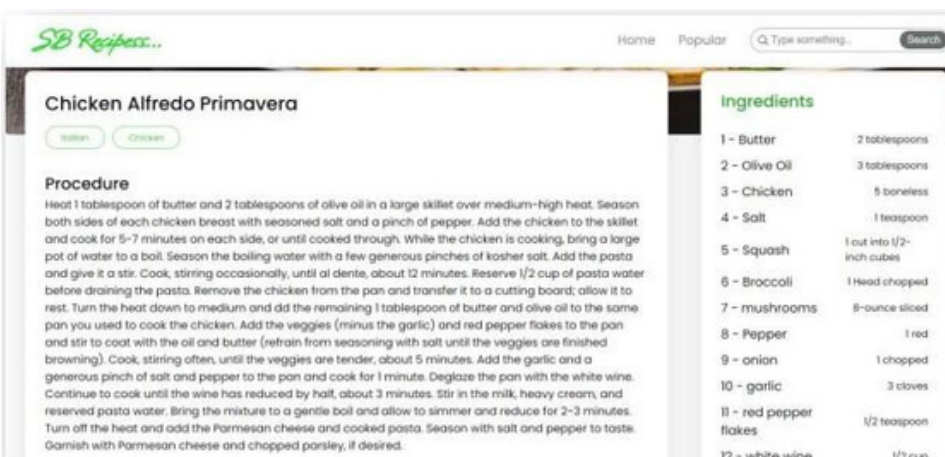 SB Recipess...
Home Popular Type something... Search
Chicken Alfredo Primavera
Italian Chicken
Procedure
Heat 1 tablespoon of butter and 2 tablespoons of olive oil in a large skillet over medium-high heat. Season
both sides of each chicken breast with seasoned salt and a pinch of pepper. Add the chicken to the skillet
and cook for 5-7 minutes on each side, or until cooked through. While the chicken is cooking, bring a large
pot of water to a boil. Season the boiling water with a few generous pinches of kosher salt. Add the pasta
and give it a stir. Cook, stirring occasionally, until al dente, about 12 minutes. Reserve 1/2 cup of pasta water
before draining the pasta. Remove the chicken from the pan and transfer it to a cutting board; allow it to
rest. Turn the heat down to medium and dd the remaining 1 tablespoon of butter and olive oil to the same
pan you used to cook the chicken. Add the veggies (minus the garlic) and red pepper flakes to the pan
and stir to coat with the oil and butter (refrain from seasoning with salt until the veggies are finished
browning). Cook, stirring often, until the veggies are tender, about 5 minutes. Add the garlic and a
generous pinch of salt and pepper to the pan and cook for 1 minute. Deglaze the pan with the white wine.
Continue to cook until the wine has reduced by half, about 3 minutes. Stir in the milk, heavy cream, and
reserved pasta water. Bring the mixture to a gentle boil and allow to simmer and reduce for 2-3 minutes.
Turn off the heat and add the Parmesan cheese and cooked pasta. Season with salt and pepper to taste.
Garnish with Parmesan cheese and chopped parsley, if desired.
Ingredients
1 - Butter 2 tablespoons
2 - Olive Oil 3 tablespoons
3 - Chicken 5 boneless
4 - Salt 1 teaspoon
5 - Squash 1 cut into 1/2-
inch cubes
6 - Broccoli 1 Head chopped
7 - mushrooms 8-ounce sliced
8 - Pepper 1 red
9 - onion 1 chopped
10 - garlic 3 cloves
11 - red pepper
flakes 1/2 teaspoon
12 - white wine 1/2 cup